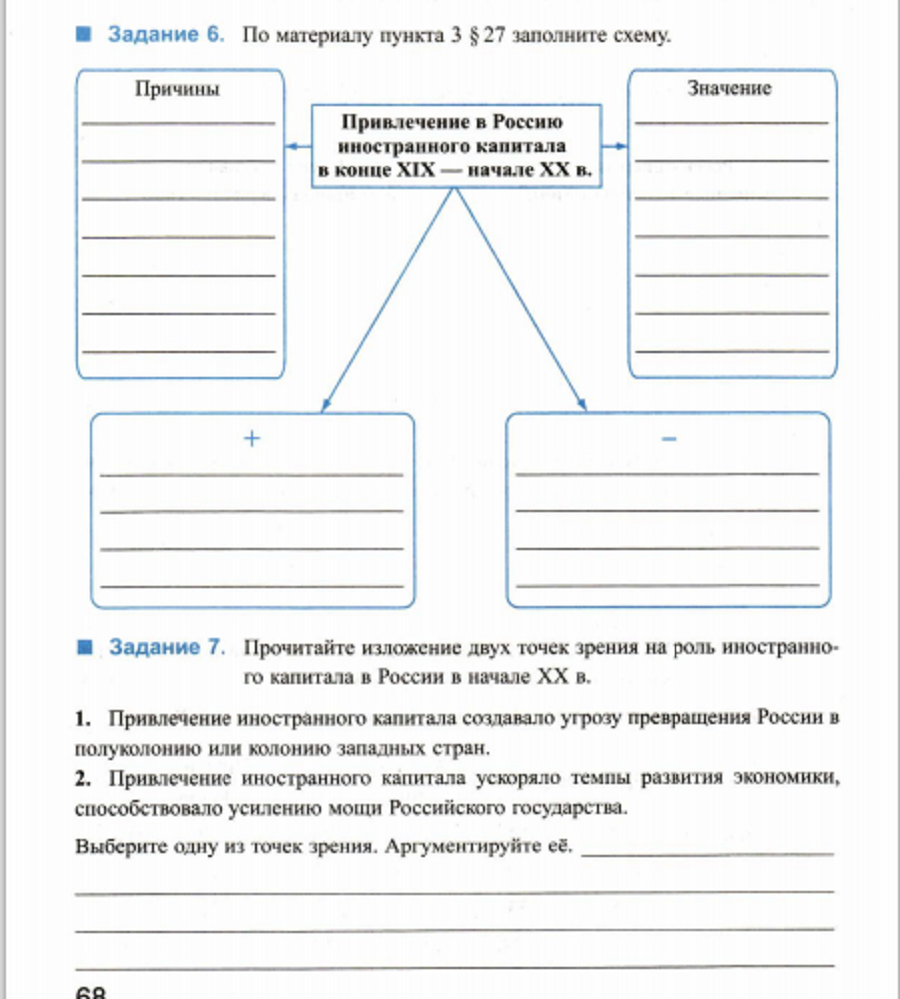 Задание 6. По материалу пункта 3 § 27 заполните схему.
Причины
Привлечение в Россию
иностранного капитала
в конце XIX — начале XX в.
Значение
+
−
Задание 7. Прочитайте изложение двух точек зрения на роль иностранно-
го капитала в России в начале XX в.
1. Привлечение иностранного капитала создавало угрозу превращения России в
полуколонию или колонию западных стран.
2. Привлечение иностранного капитала ускоряло темпы развития экономики,
способствовало усилению мощи Российского государства.
Выберите одну из точек зрения. Аргументируйте её.
68